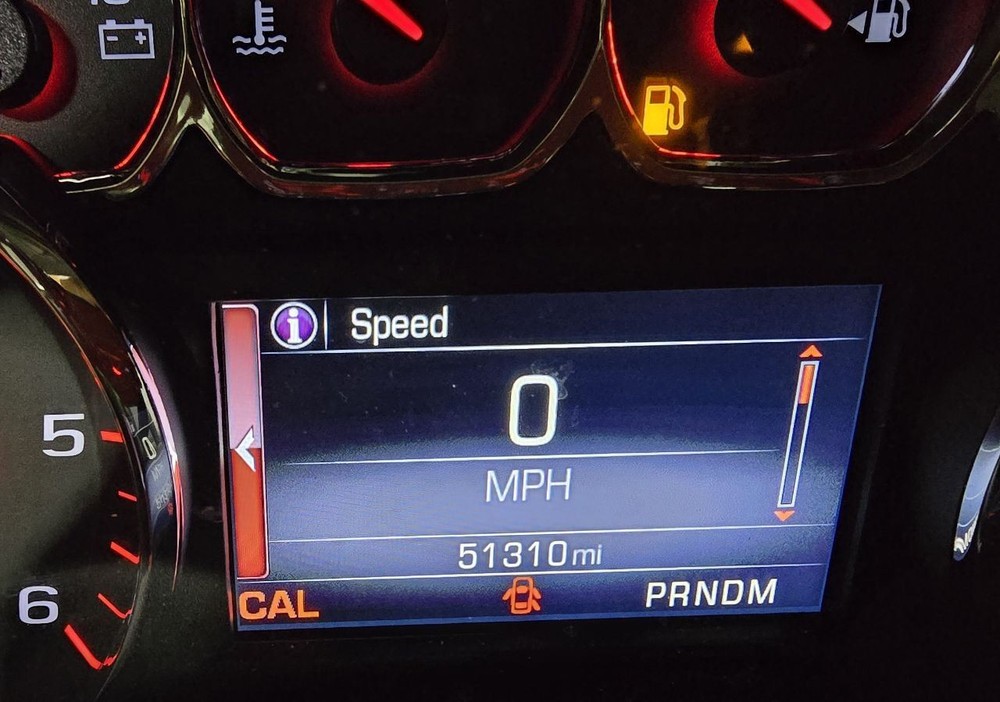 Speed
0
MPH
51310mi
CAL PRNDM
5
6